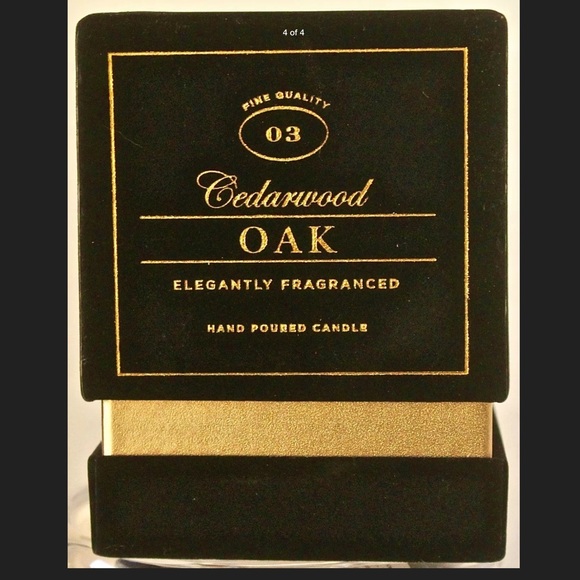 4 of 4
FINE QUALITY
03
Cedarwood
OAK
ELEGANTLY FRAGRANCED
HAND POURED CANDLE